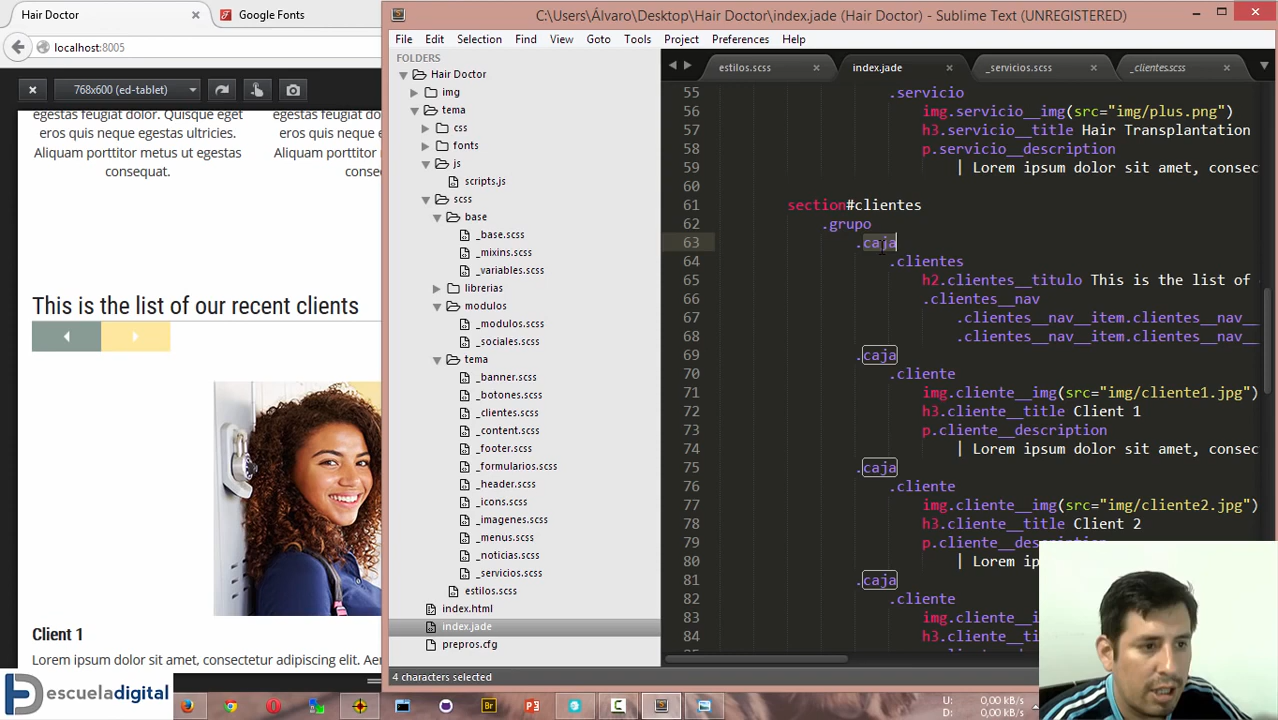 Hair Doctor
Google Fonts
localhost:8005
768x600 (ed-tablet)
egestas feugiat dolor. Quisque eget
eros quis neque egestas ultricies.
Aliquam porttitor metus ut egestas
consequat.
This is the list of our recent clients
Client 1
Lorem ipsum dolor sit amet, consectetur adipiscing elit.
escueladigital
C:\Users\Álvaro\Desktop\Hair Doctor\index.jade (Hair Doctor) - Sublime Text (UNREGISTERED)
File Edit Selection Find View Goto Tools Project Preferences Help
FOLDERS
Hair Doctor
img
tema
css
fonts
js
scripts.js
scss
base
_base.scss
_mixins.scss
_variables.scss
librerias
modulos
_modulos.scss
_sociales.scss
tema
_banner.scss
_botones.scss
_clientes.scss
_content.scss
_footer.scss
_formularios.scss
_header.scss
_icons.scss
_imagenes.scss
_menus.scss
_noticias.scss
_servicios.scss
estilos.scss
index.html
index.jade
prepros.cfg
estilos.scss index.jade _servicios.scss _clientes.scss
55 .servicio
56 img.servicio__img(src="img/plus.png")
57 h3.servicio__title Hair Transplantation
58 p.servicio__description
59 | Lorem ipsum dolor sit amet, consec
60
61 section#clientes
62 .grupo
63 .caja
64 .clientes
65 h2.clientes__titulo This is the list of
66 .clientes__nav
67 .clientes__nav__item.clientes__nav__
68 .clientes__nav__item.clientes__nav__
69 .caja
70 .cliente
71 img.cliente__img(src="img/cliente1.jpg")
72 h3.cliente__title Client 1
73 p.cliente__description
74 | Lorem ipsum dolor sit amet, consec
75 .caja
76 .cliente
77 img.cliente__img(src="img/cliente2.jpg")
78 h3.cliente__title Client 2
79 p.cliente__des
80 | Lorem ip
81 .caja
82 .cliente
83 img.cliente__i
84 h3.cliente__ti
4 characters selected
U: 0,00 kB/s
D: 0,00 kB/s